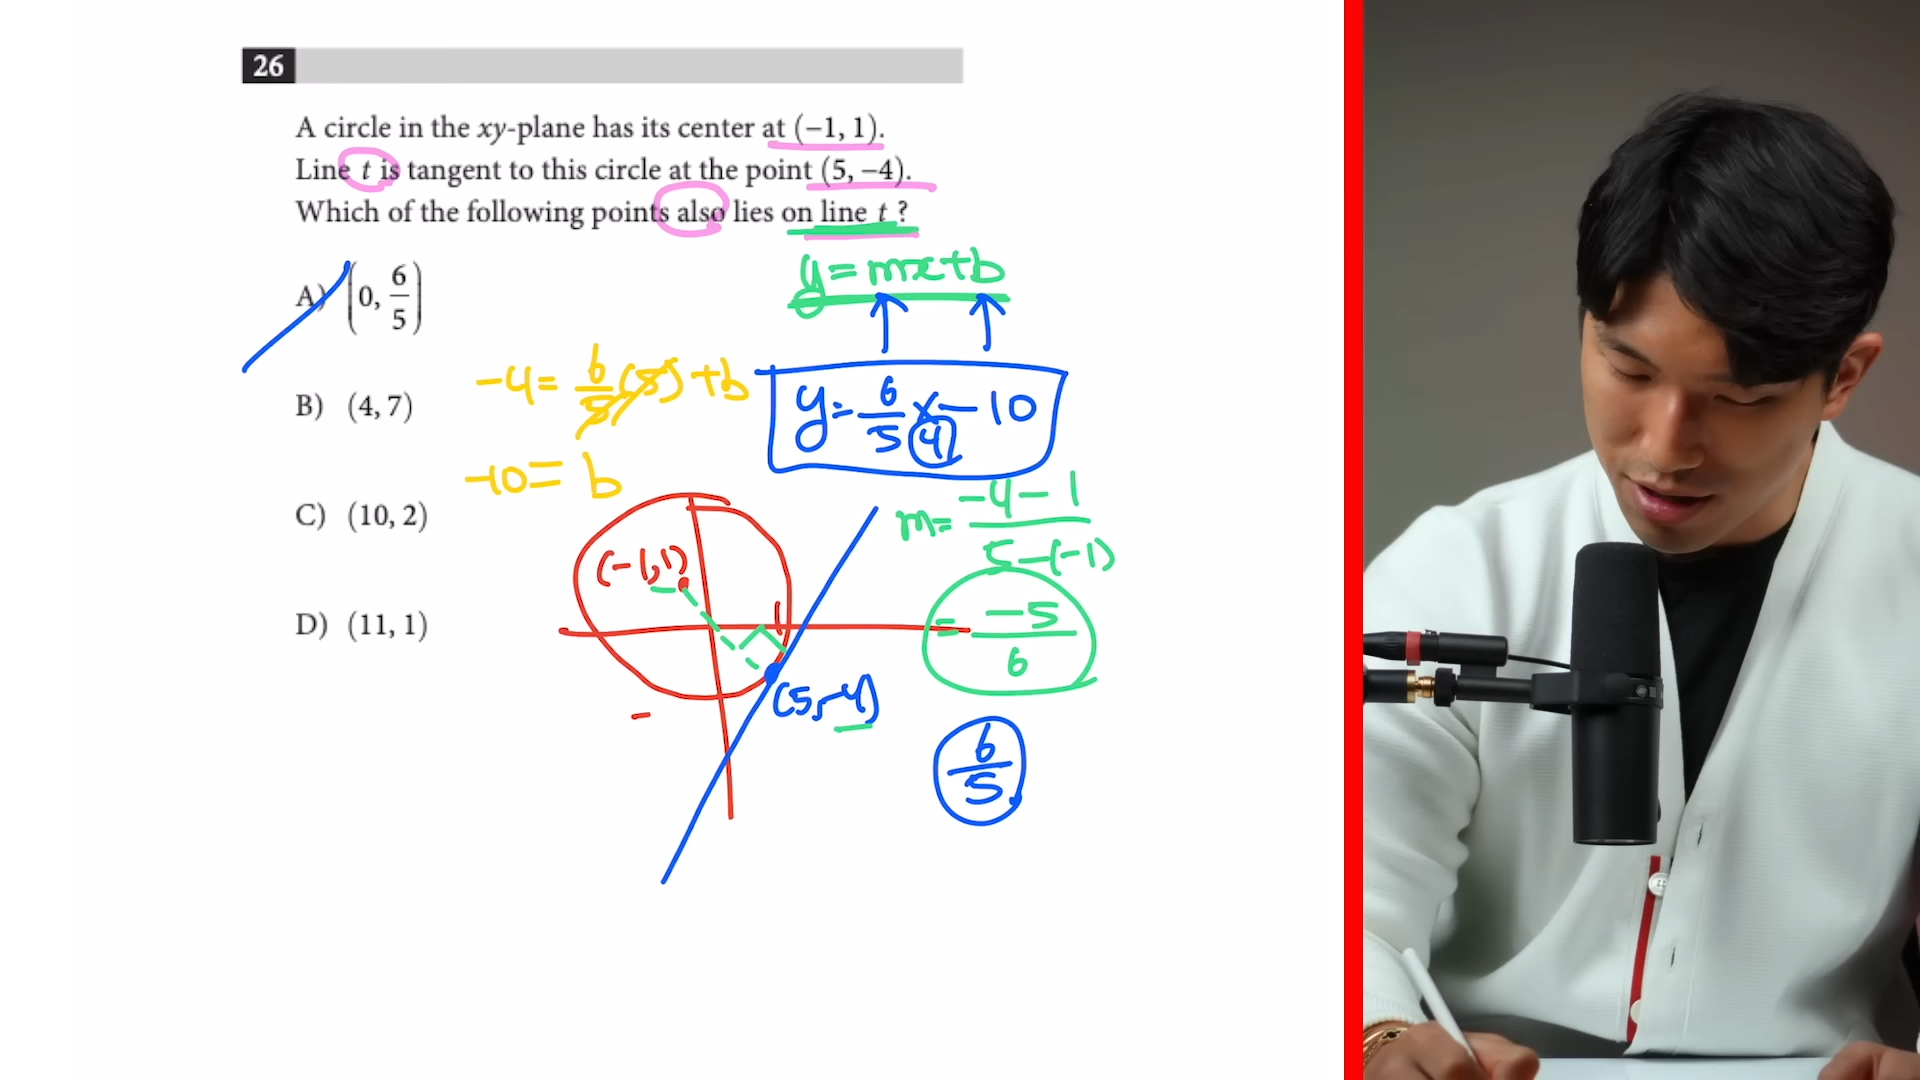 26
A circle in the xy-plane has its center at (−1, 1).
Line t is tangent to this circle at the point (5, −4).
Which of the following points also lies on line t ?
y = mx+b
A) (0, 6/5)
-4 = 6/5 (5) + b
B) (4, 7)
y = 6/5 x - 10
4
-10 = b
m = -4-1 / 5-(-1)
C) (10, 2)
(-1,1)
= -5/6
D) (11, 1)
(5,-4)
6/5